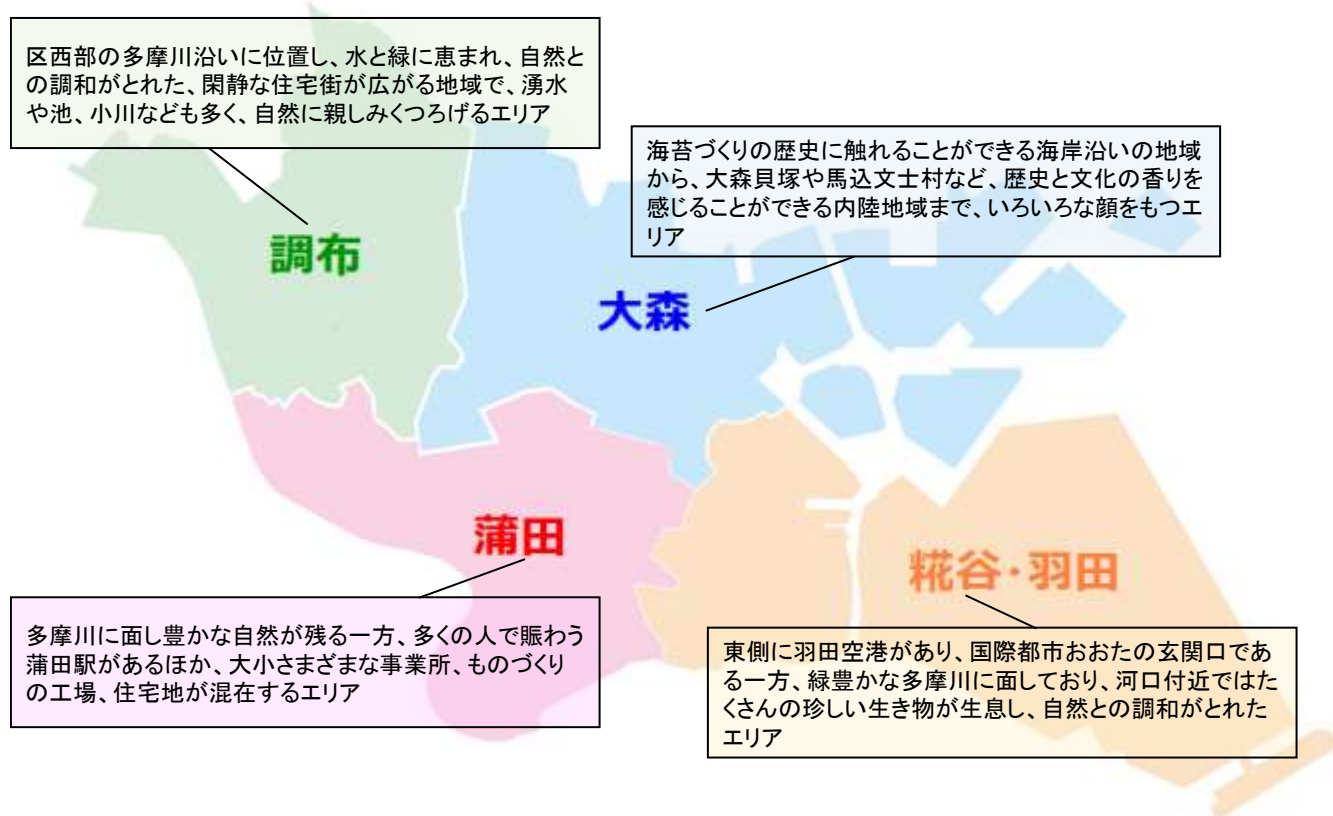 区西部の多摩川沿いに位置し、水と緑に恵まれ、自然と
の調和がとれた、閑静な住宅街が広がる地域で、湧水
や池、小川なども多く、自然に親しみくつろげるエリア
海苔づくりの歴史に触れることができる海岸沿いの地域
から、大森貝塚や馬込文士村など、歴史と文化の香りを
感じることができる内陸地域まで、いろいろな顔をもつエ
リア
調布
大森
蒲田
糀谷・羽田
多摩川に面し豊かな自然が残る一方、多くの人で賑わう
蒲田駅があるほか、大小さまざまな事業所、ものづくり
の工場、住宅地が混在するエリア
東側に羽田空港があり、国際都市おおたの玄関口であ
る一方、緑豊かな多摩川に面しており、河口付近ではた
くさんの珍しい生き物が生息し、自然との調和がとれた
エリア